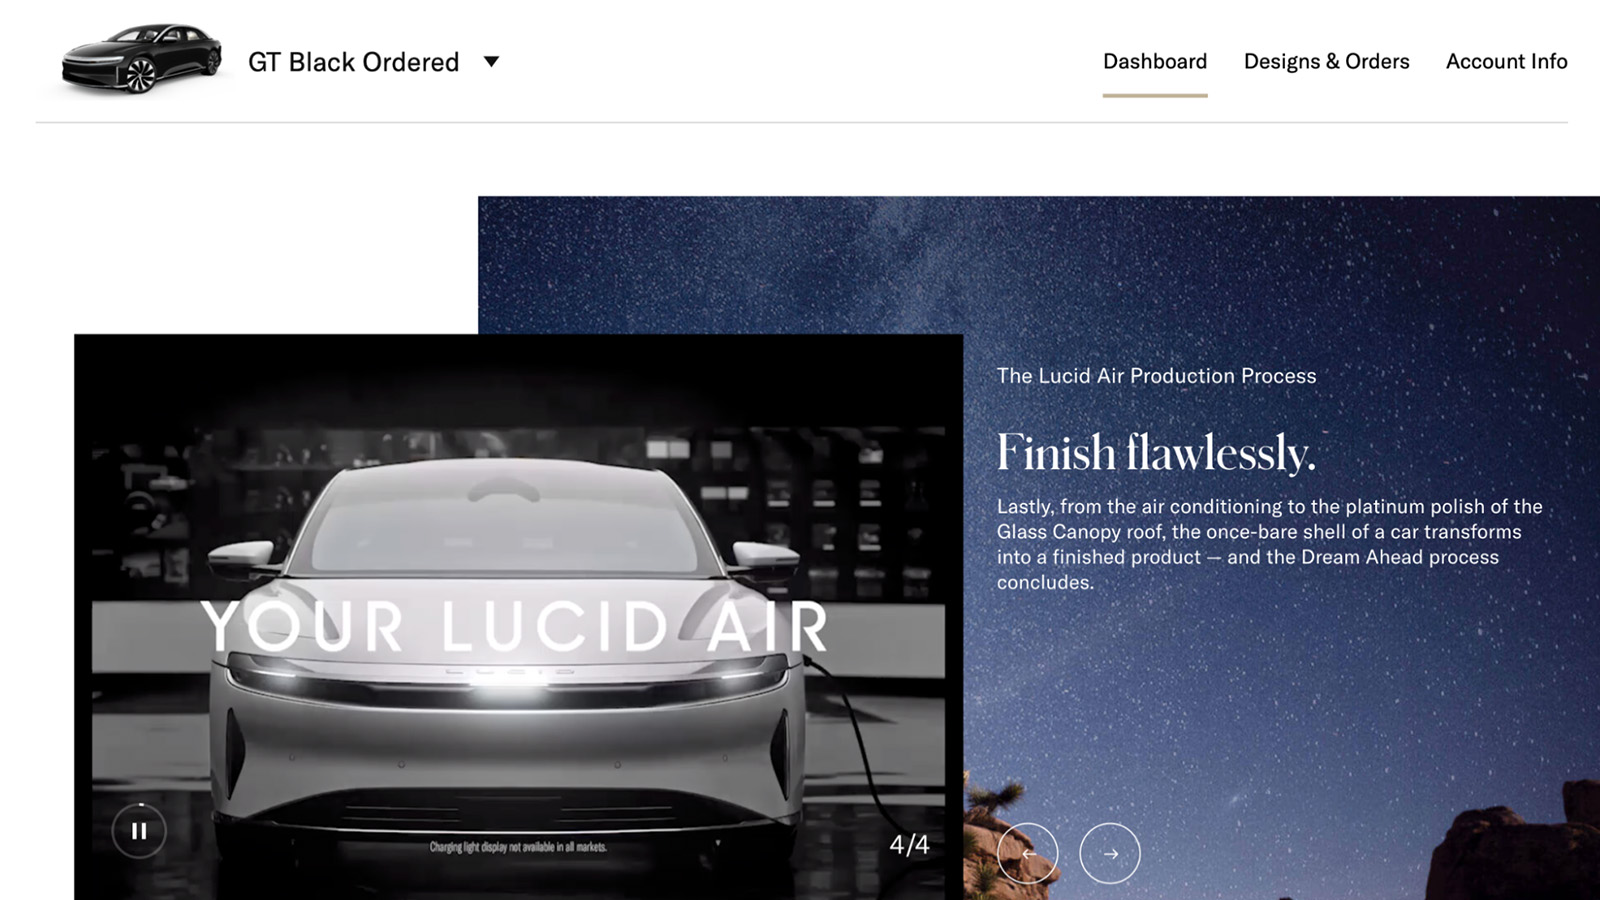 GT Black Ordered
Dashboard
Designs & Orders
Account Info
The Lucid Air Production Process
Finish flawlessly.
Lastly, from the air conditioning to the platinum polish of the
Glass Canopy roof, the once-bare shell of a car transforms
into a finished product — and the Dream Ahead process
concludes.
YOUR LUCID AIR
LUCID
Charging light display not available in all markets.
4/4